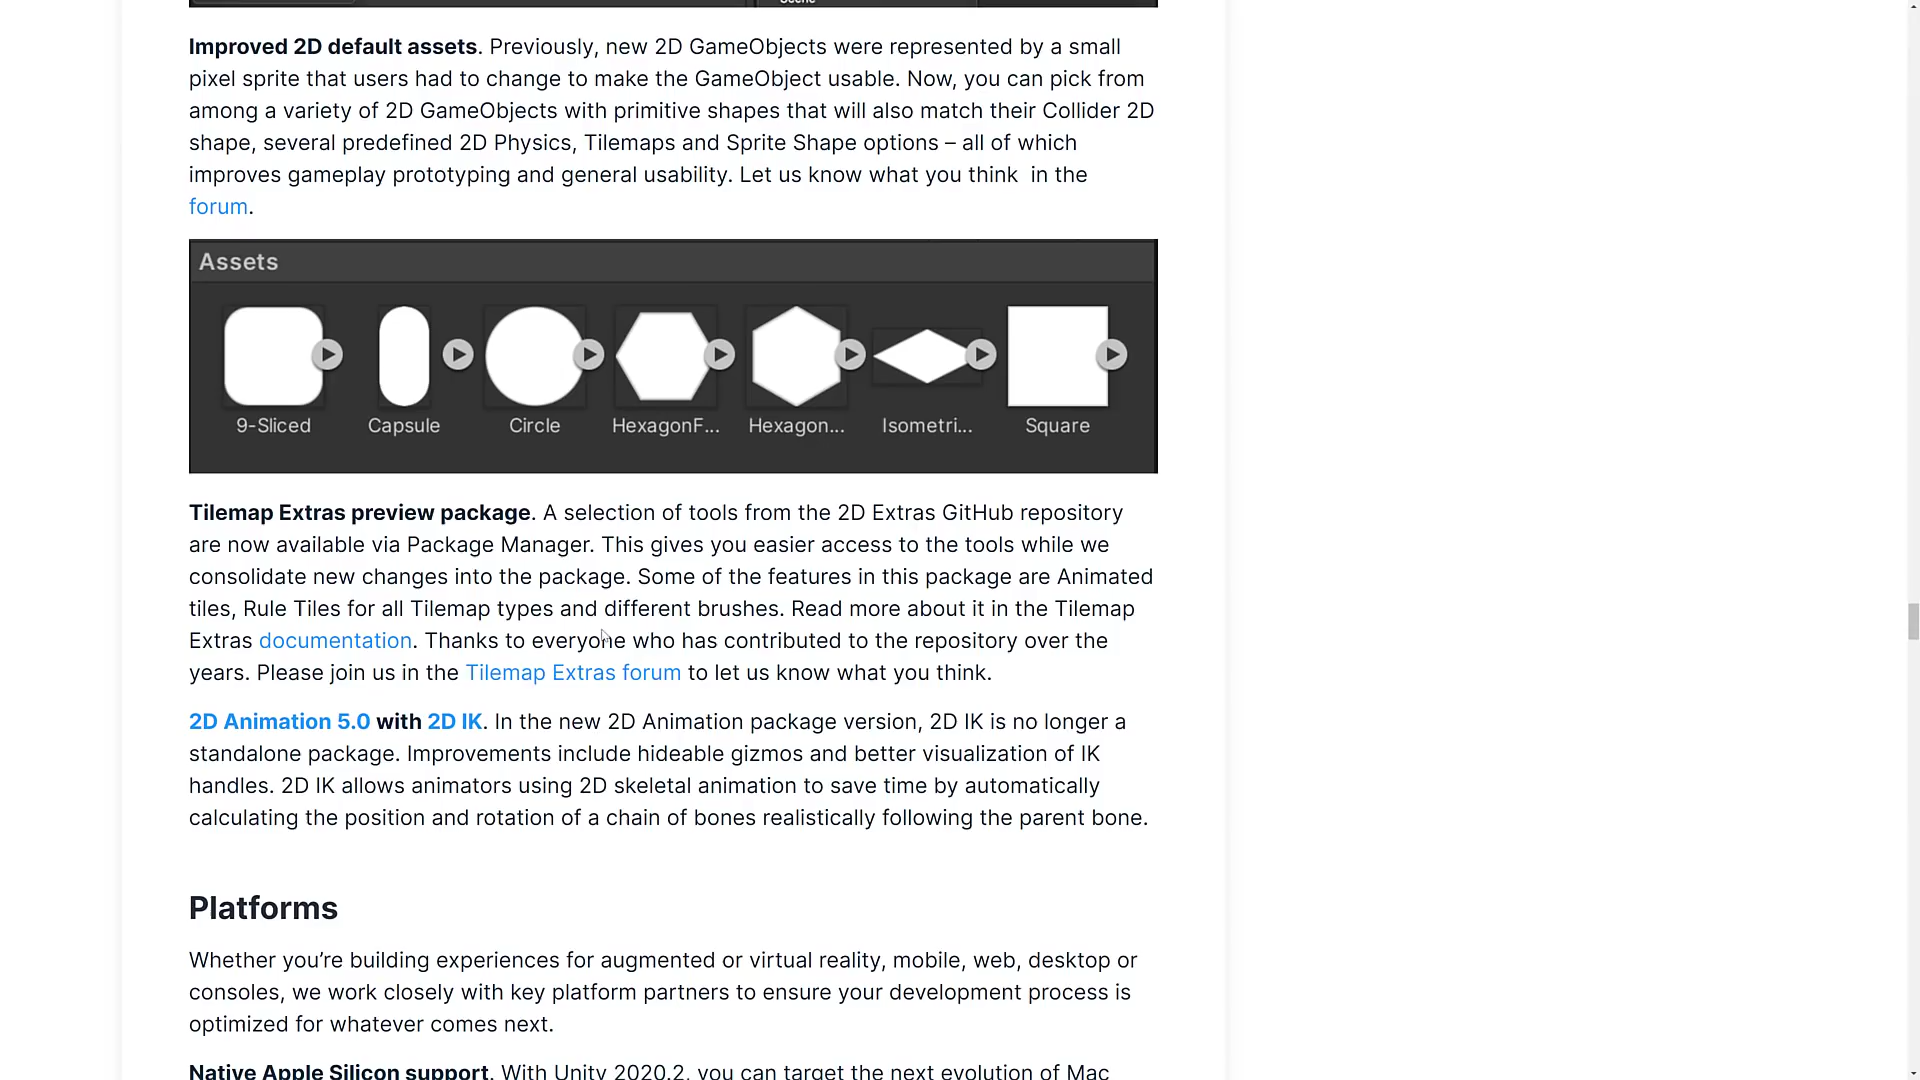 Scene
Improved 2D default assets. Previously, new 2D GameObjects were represented by a small
pixel sprite that users had to change to make the GameObject usable. Now, you can pick from
among a variety of 2D GameObjects with primitive shapes that will also match their Collider 2D
shape, several predefined 2D Physics, Tilemaps and Sprite Shape options – all of which
improves gameplay prototyping and general usability. Let us know what you think  in the
forum.
Assets
9-Sliced Capsule Circle HexagonF... Hexagon... Isometri... Square
Tilemap Extras preview package. A selection of tools from the 2D Extras GitHub repository
are now available via Package Manager. This gives you easier access to the tools while we
consolidate new changes into the package. Some of the features in this package are Animated
tiles, Rule Tiles for all Tilemap types and different brushes. Read more about it in the Tilemap
Extras documentation. Thanks to everyone who has contributed to the repository over the
years. Please join us in the Tilemap Extras forum to let us know what you think.
2D Animation 5.0 with 2D IK. In the new 2D Animation package version, 2D IK is no longer a
standalone package. Improvements include hideable gizmos and better visualization of IK
handles. 2D IK allows animators using 2D skeletal animation to save time by automatically
calculating the position and rotation of a chain of bones realistically following the parent bone.
Platforms
Whether you’re building experiences for augmented or virtual reality, mobile, web, desktop or
consoles, we work closely with key platform partners to ensure your development process is
optimized for whatever comes next.
Native Apple Silicon support. With Unity 2020.2, you can target the next evolution of Mac